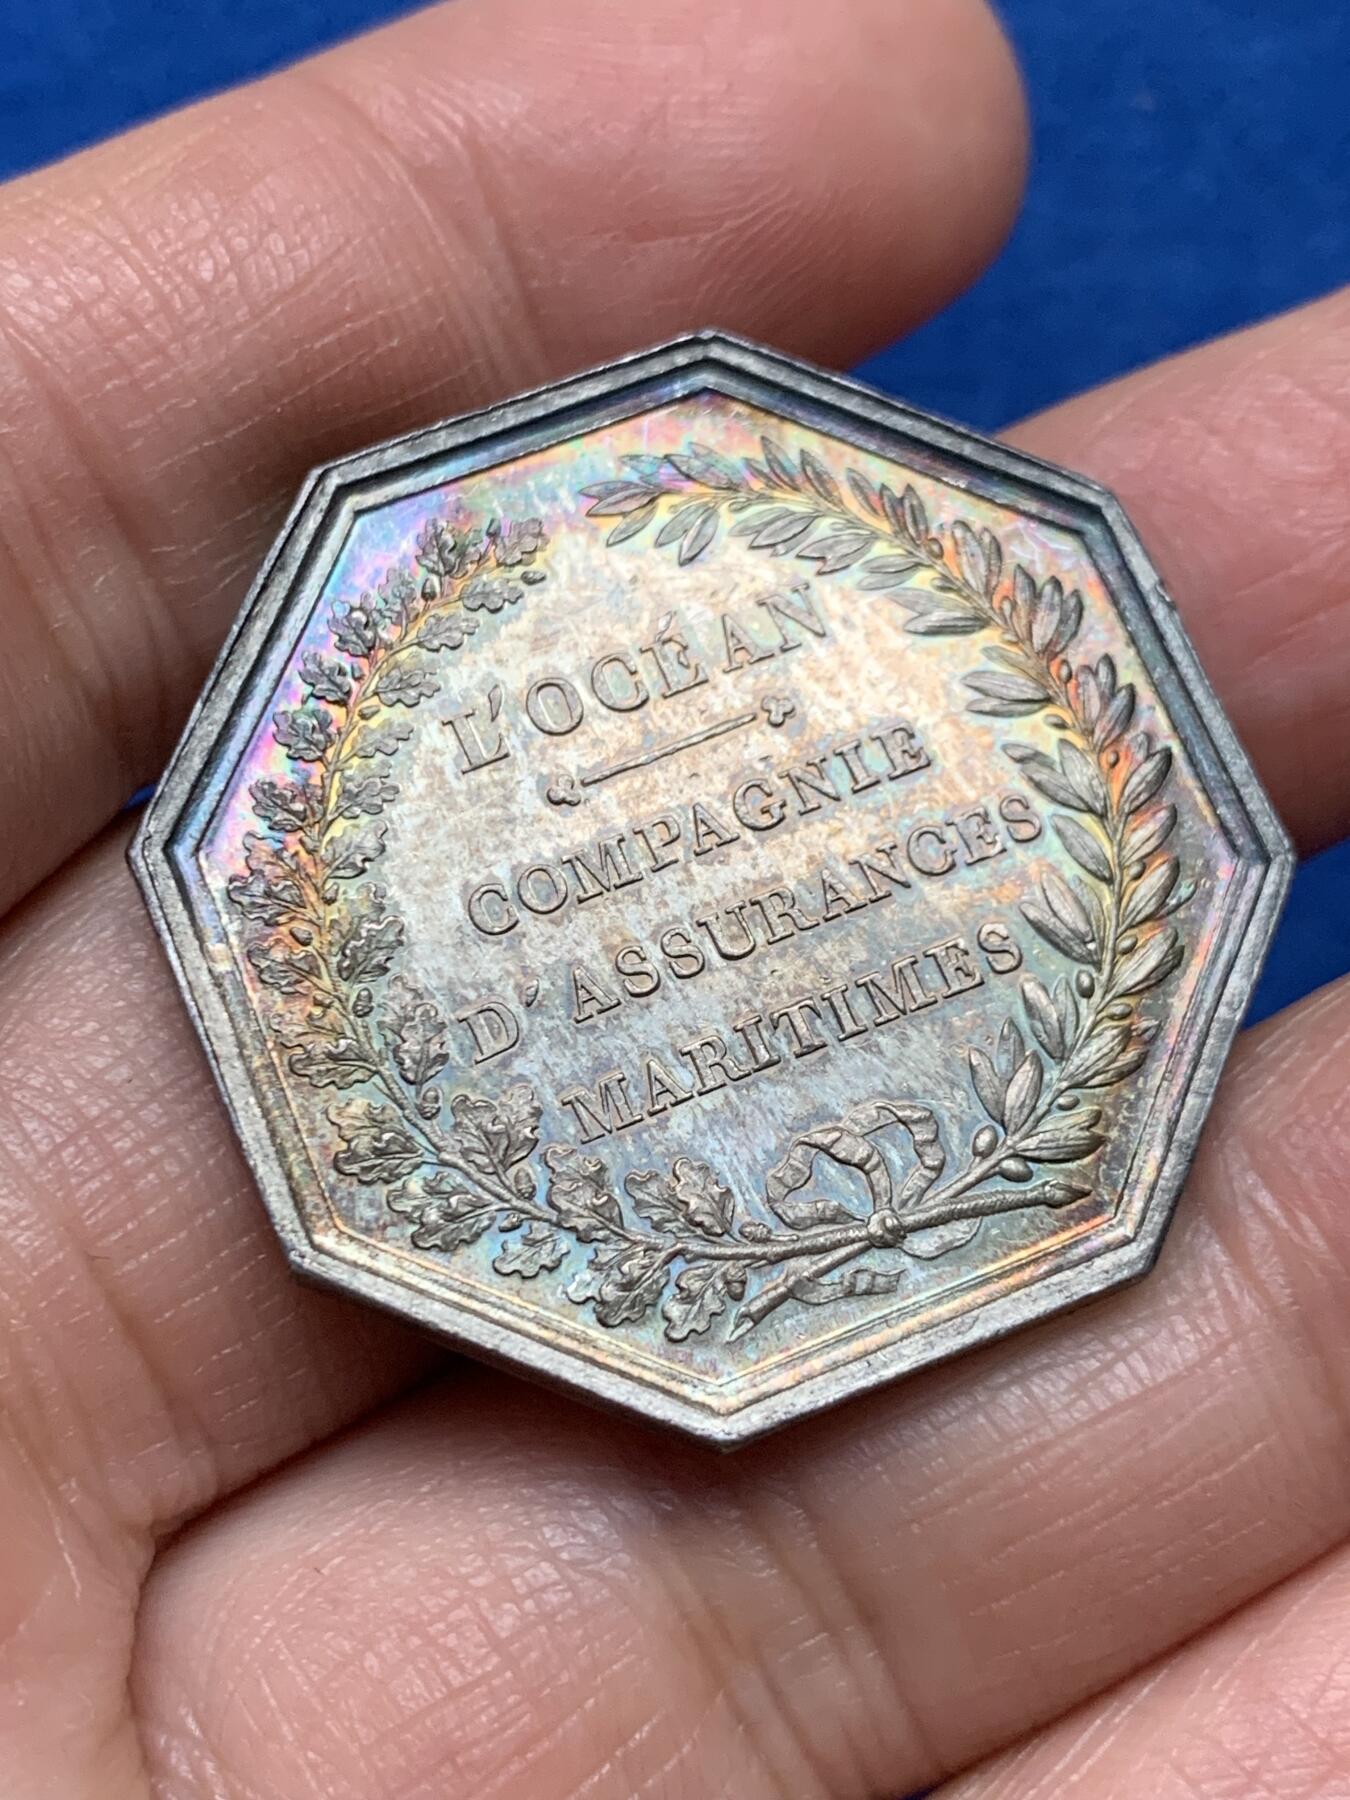 L'OCÉAN
COMPAGNIE
D'ASSURANCES
MARITIMES